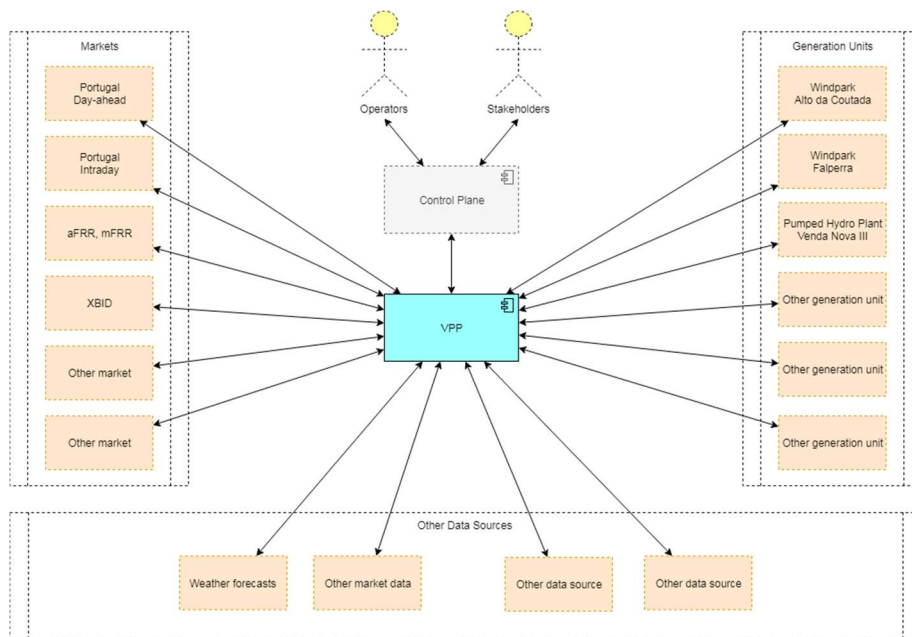 Markets
Portugal
Day-ahead
Portugal
Intraday
aFRR, mFRR
XBID
Other market
Other market
Operators
Stakeholders
Control Plane
VPP
Generation Units
Windpark
Alto da Coutada
Windpark
Falperra
Pumped Hydro Plant
Venda Nova III
Other generation unit
Other generation unit
Other generation unit
Other Data Sources
Weather forecasts
Other market data
Other data source
Other data source